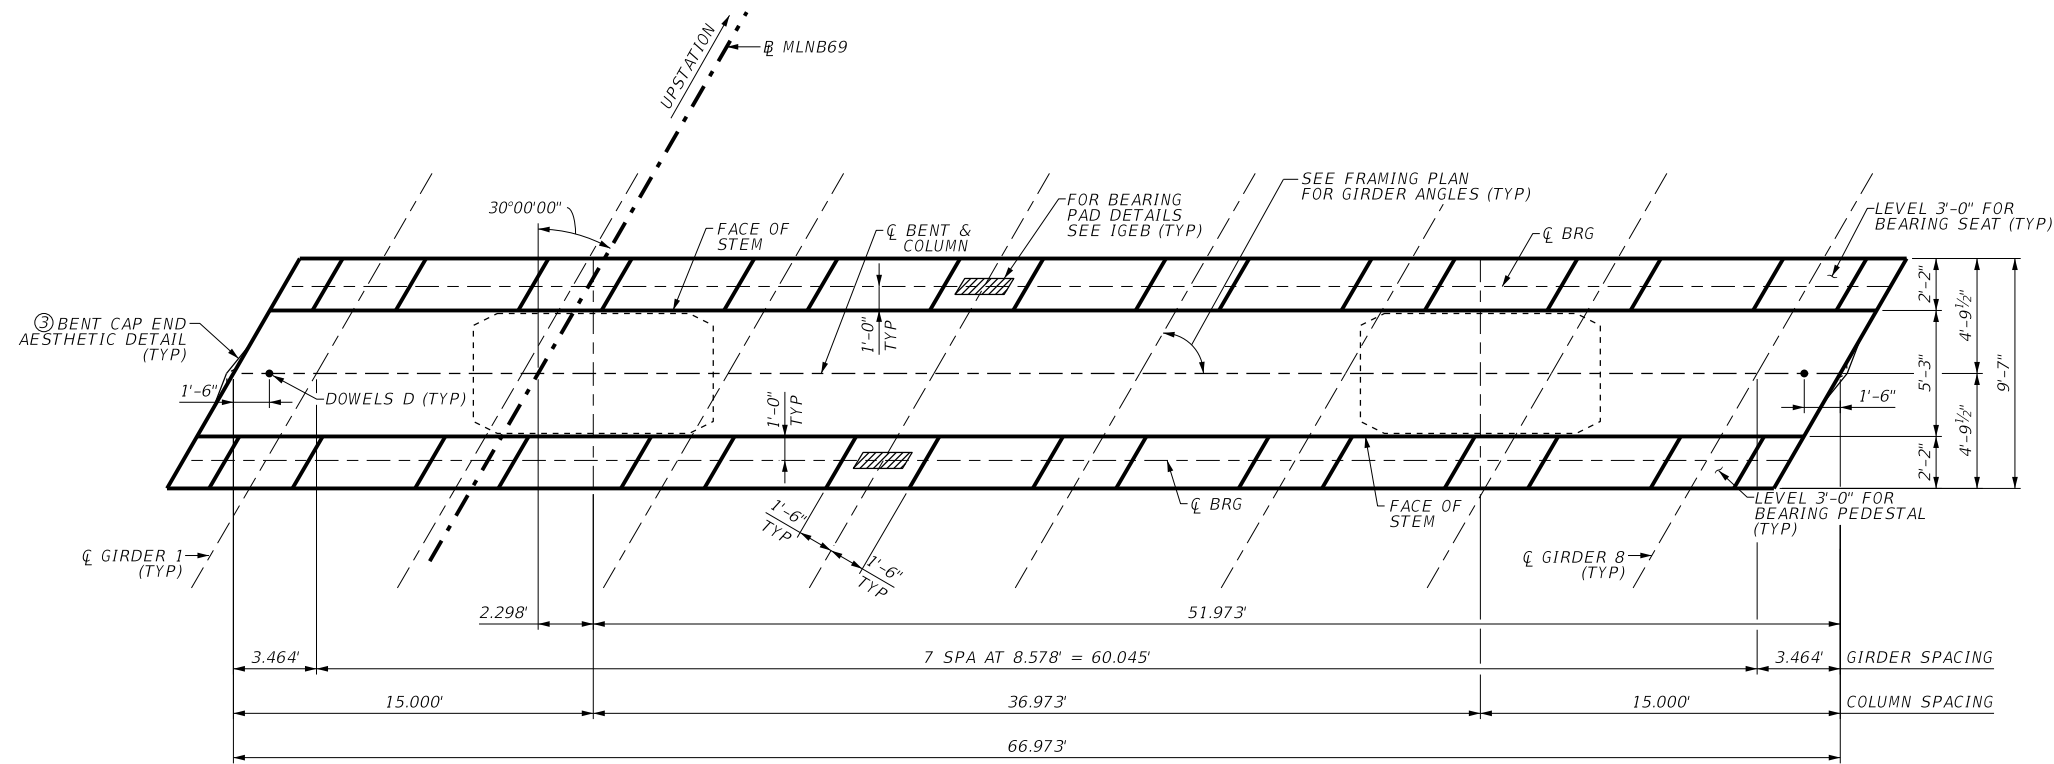 UPSTATION
℄ MLNB69
30°00'00"
FACE OF
STEM
℄ BENT &
COLUMN
FOR BEARING
PAD DETAILS
SEE IGEB (TYP)
SEE FRAMING PLAN
FOR GIRDER ANGLES (TYP)
℄ BRG
LEVEL 3'-0" FOR
BEARING SEAT (TYP)
③ BENT CAP END
AESTHETIC DETAIL
(TYP)
1'-6"
DOWELS D (TYP)
1'-0"
TYP
1'-0"
TYP
1'-6"
2'-2"
5'-3"
2'-2"
4'-9½"
4'-9½"
9'-7"
℄ GIRDER 1
(TYP)
1'-6"
TYP
1'-6"
TYP
℄ BRG
FACE OF
STEM
LEVEL 3'-0" FOR
BEARING PEDESTAL
(TYP)
℄ GIRDER 8
(TYP)
2.298'
51.973'
3.464'
7 SPA AT 8.578' = 60.045'
3.464'
GIRDER SPACING
15.000'
36.973'
15.000'
COLUMN SPACING
66.973'